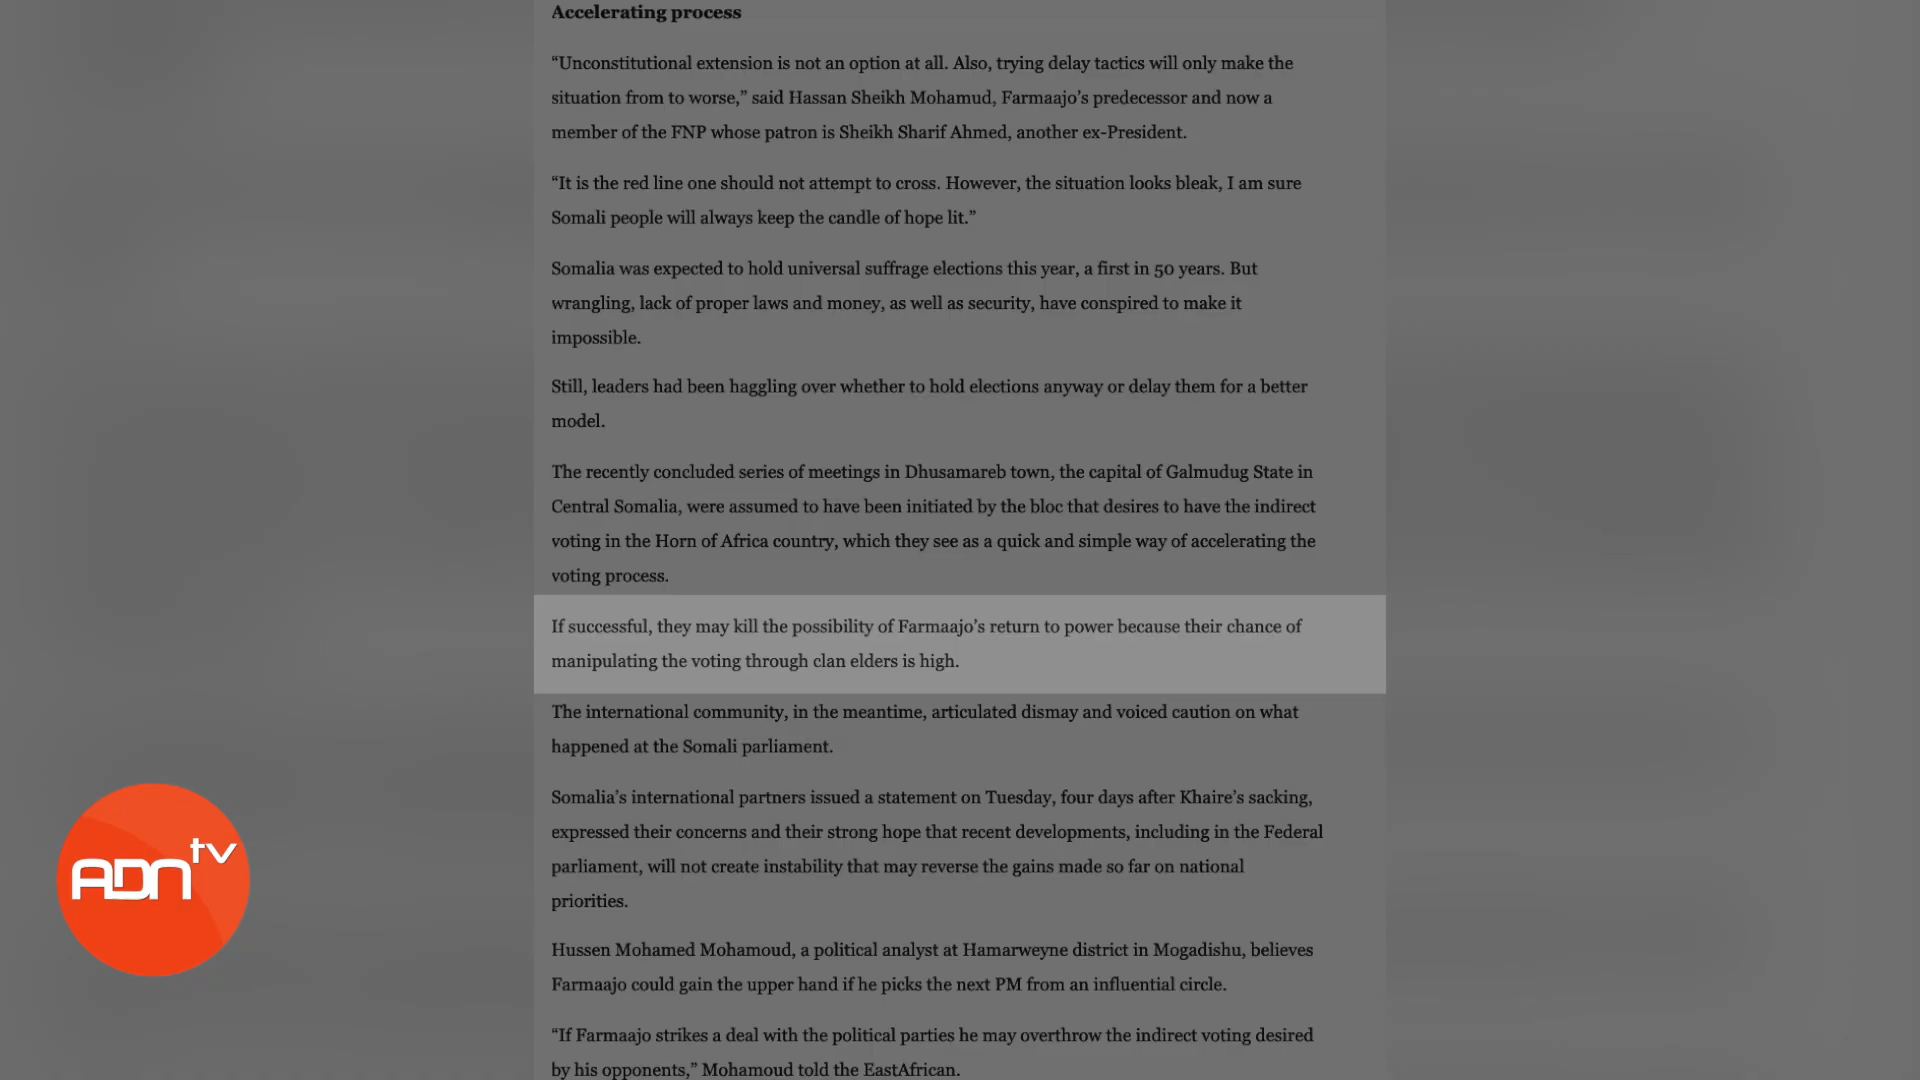 Accelerating process
“Unconstitutional extension is not an option at all. Also, trying delay tactics will only make the
situation from to worse,” said Hassan Sheikh Mohamud, Farmaajo’s predecessor and now a
member of the FNP whose patron is Sheikh Sharif Ahmed, another ex-President.
“It is the red line one should not attempt to cross. However, the situation looks bleak, I am sure
Somali people will always keep the candle of hope lit.”
Somalia was expected to hold universal suffrage elections this year, a first in 50 years. But
wrangling, lack of proper laws and money, as well as security, have conspired to make it
impossible.
Still, leaders had been haggling over whether to hold elections anyway or delay them for a better
model.
The recently concluded series of meetings in Dhusamareb town, the capital of Galmudug State in
Central Somalia, were assumed to have been initiated by the bloc that desires to have the indirect
voting in the Horn of Africa country, which they see as a quick and simple way of accelerating the
voting process.
If successful, they may kill the possibility of Farmaajo’s return to power because their chance of
manipulating the voting through clan elders is high.
The international community, in the meantime, articulated dismay and voiced caution on what
happened at the Somali parliament.
Somalia’s international partners issued a statement on Tuesday, four days after Khaire’s sacking,
expressed their concerns and their strong hope that recent developments, including in the Federal
parliament, will not create instability that may reverse the gains made so far on national
priorities.
Hussen Mohamed Mohamoud, a political analyst at Hamarweyne district in Mogadishu, believes
Farmaajo could gain the upper hand if he picks the next PM from an influential circle.
“If Farmaajo strikes a deal with the political parties he may overthrow the indirect voting desired
by his opponents,” Mohamoud told the EastAfrican.
ADN tv